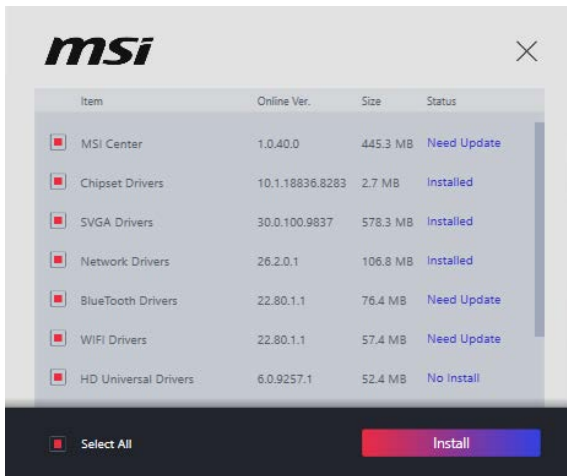 msi
Item Online Ver. Size Status
MSI Center 1.0.40.0 445.3 MB Need Update
Chipset Drivers 10.1.18836.8283 2.7 MB Installed
SVGA Drivers 30.0.100.9837 578.3 MB Installed
Network Drivers 26.2.0.1 106.8 MB Installed
BlueTooth Drivers 22.80.1.1 76.4 MB Need Update
WIFI Drivers 22.80.1.1 57.4 MB Need Update
HD Universal Drivers 6.0.9257.1 52.4 MB No Install
Select All Install